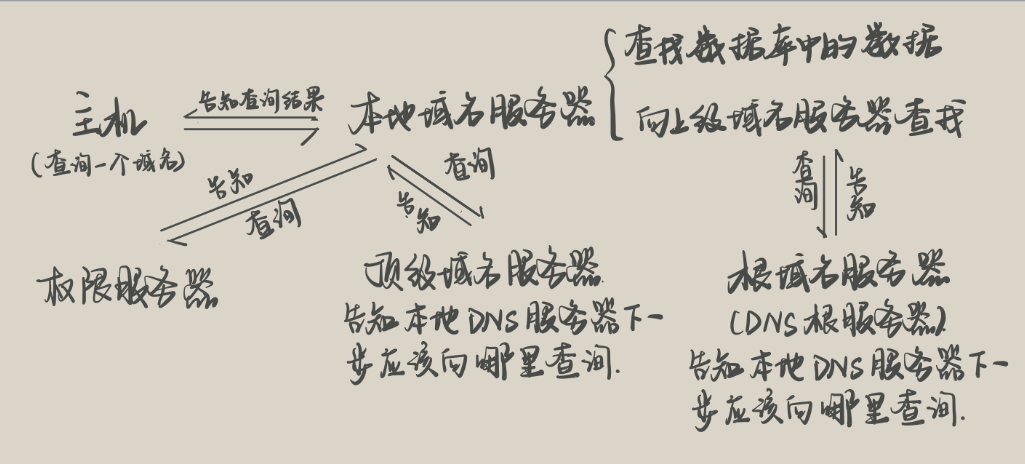 查找数据库中的数据
告知查询结果
主机
本地域名服务器
向上级域名服务器查找
(查询一个域名)
查询
告知
查询
告知
查询
告知
权限服务器
顶级域名服务器
告知本地DNS服务器下一
步应该向哪里查询.
根域名服务器
(DNS根服务器)
告知本地DNS服务器下一
步应该向哪里查询.